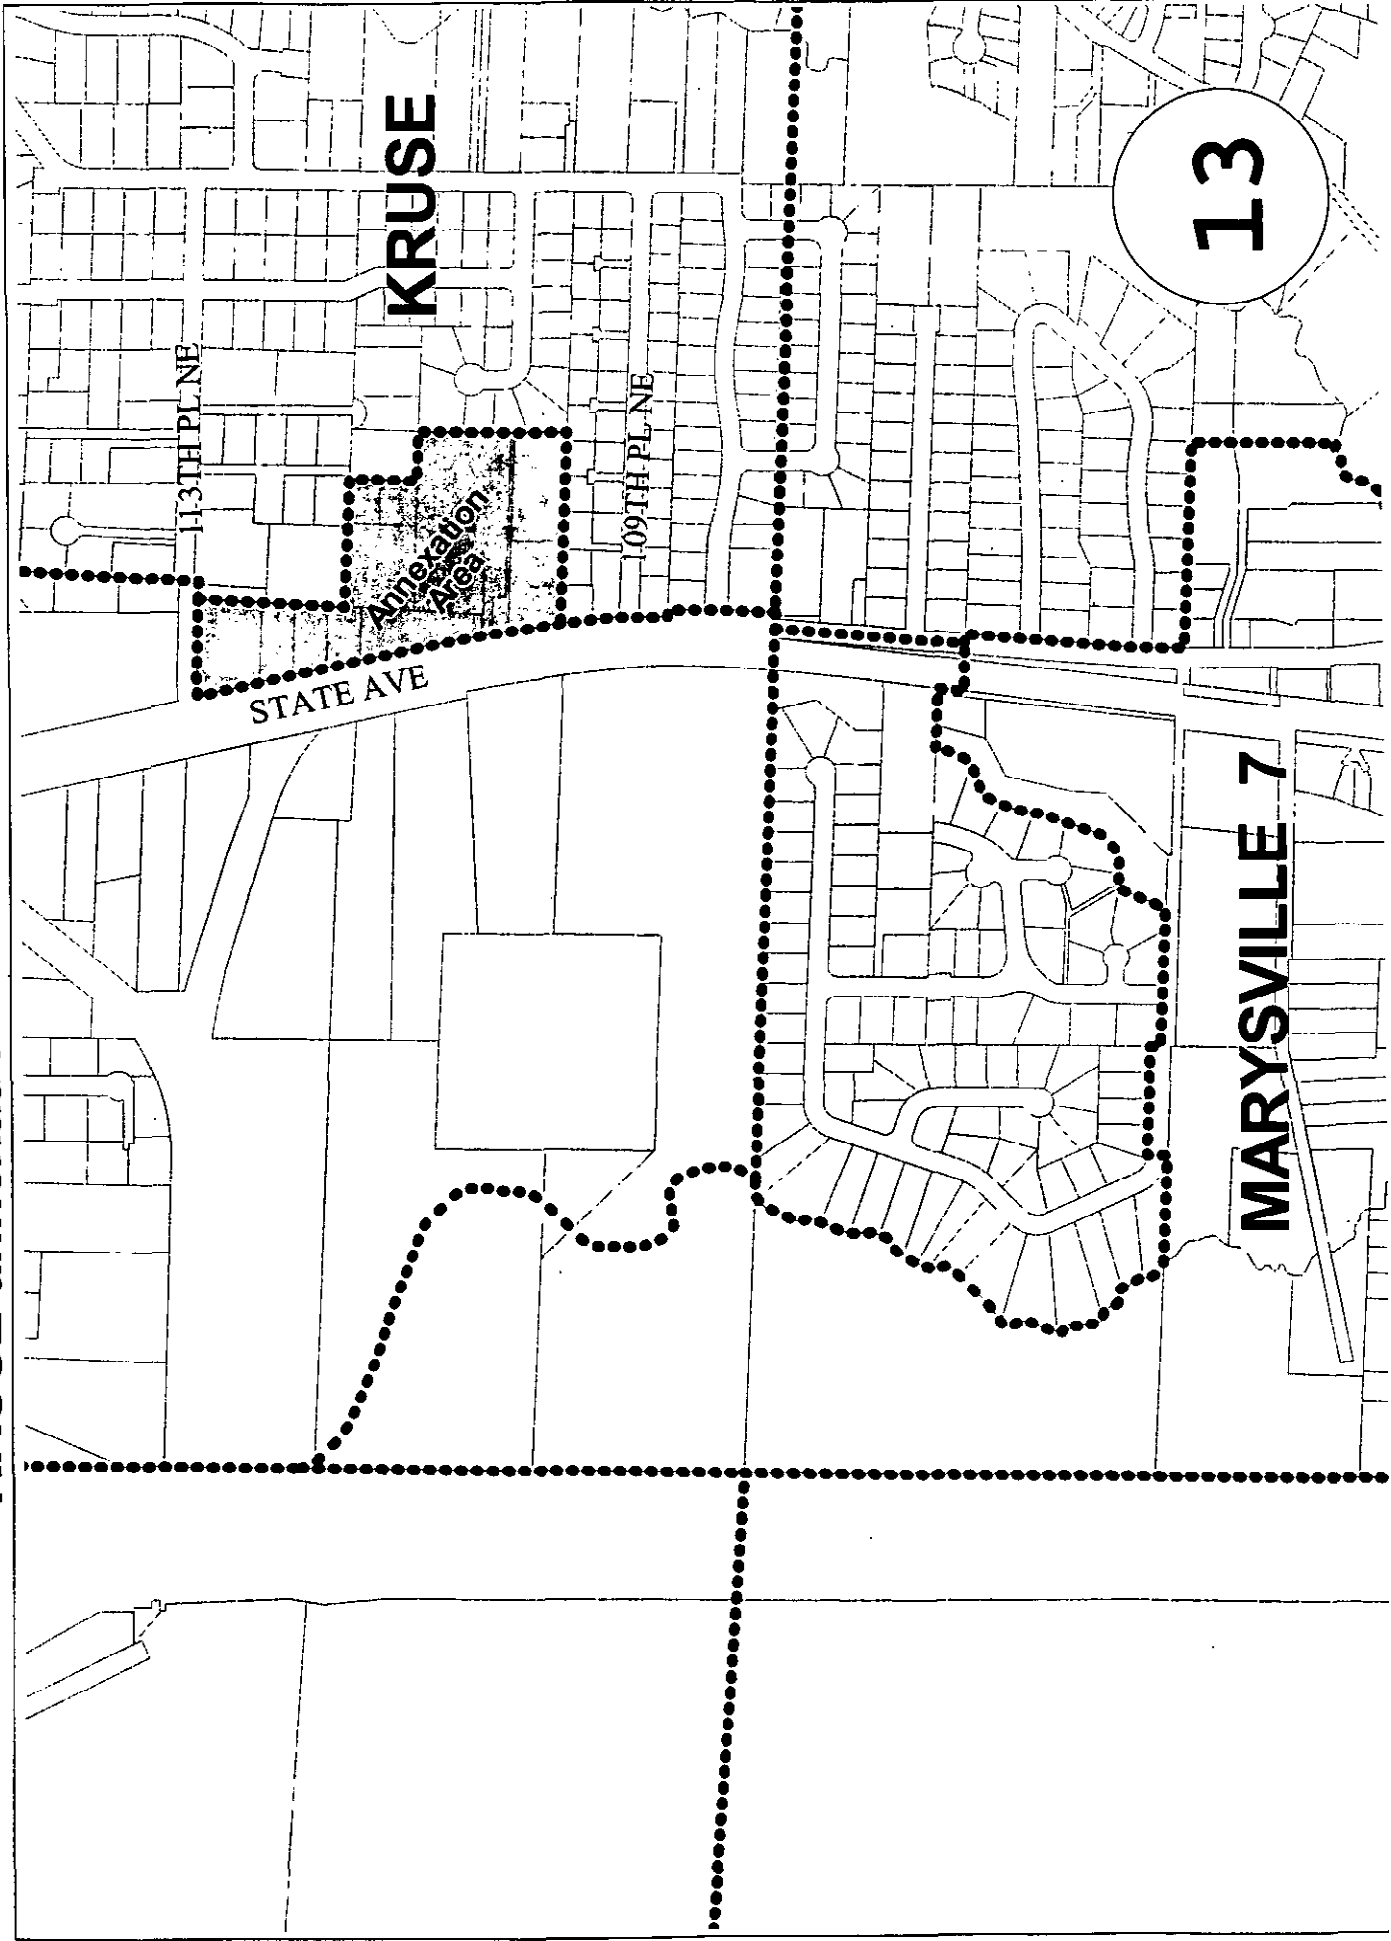 KRUSE
13
113TH PL NE
109TH PL NE
Annexation
Area
STATE AVE
MARYSVILLE 7